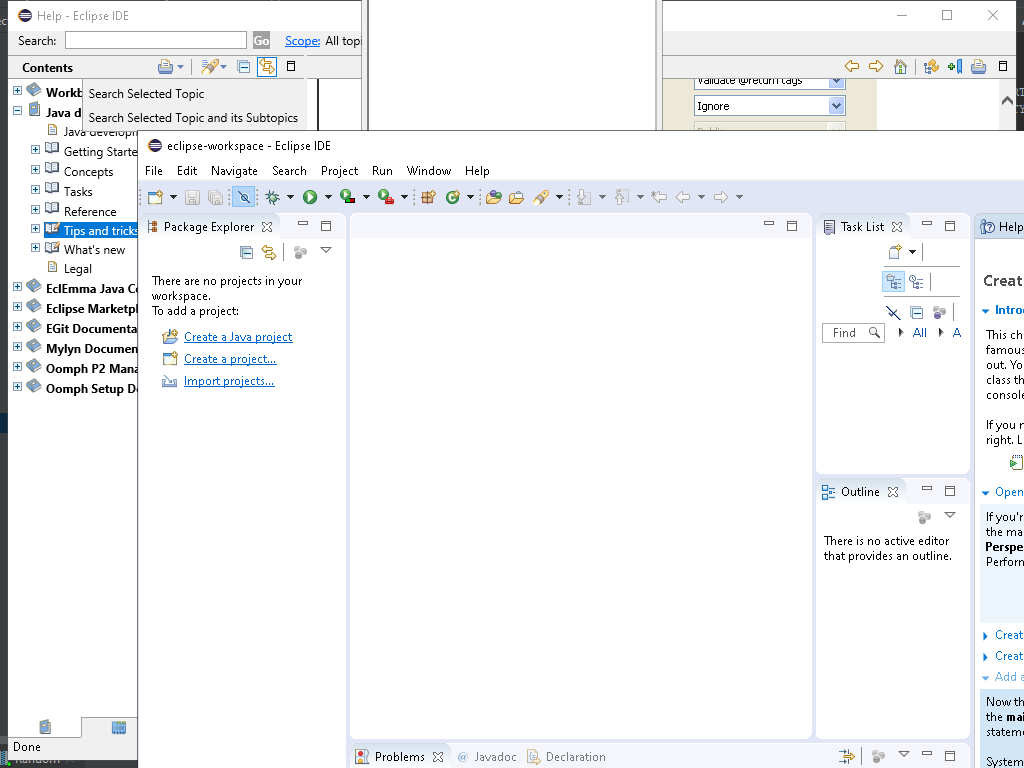 Help - Eclipse IDE
Search:
Go
Scope: All topi
Contents
Search Selected Topic
Search Selected Topic and its Subtopics
Workb
Java d
Java develop
Getting Starte
Concepts
Tasks
Reference
Tips and tricks
What's new
Legal
EclEmma Java Co
Eclipse Marketpl
EGit Documenta
Mylyn Documen
Oomph P2 Mana
Oomph Setup Do
Done
Validate @return tags
Ignore
eclipse-workspace - Eclipse IDE
File Edit Navigate Search Project Run Window Help
Package Explorer
There are no projects in your
workspace.
To add a project:
Create a Java project
Create a project...
Import projects...
Task List
Find
All
A
Outline
There is no active editor
that provides an outline.
Problems
@ Javadoc
Declaration
Help
Creat
Intro
This ch
famous
out. Yo
class th
console
If you n
right. L
Open
If you'r
the ma
Perspe
Perforn
Creat
Creat
Add a
Now th
the mai
stateme
System